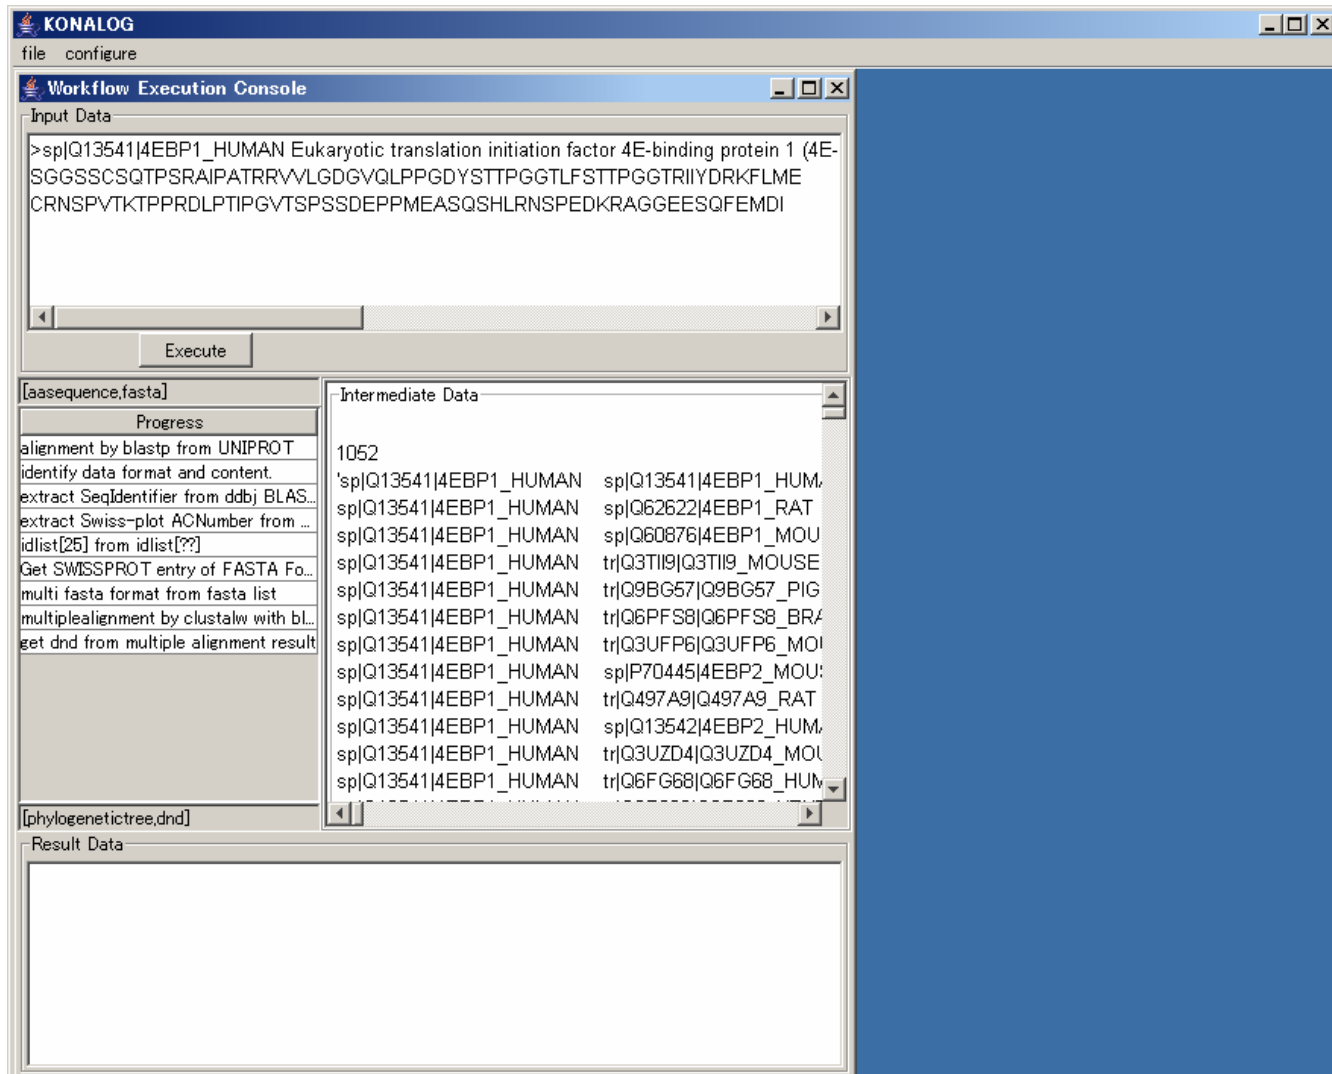 KONALOG
file configure
Workflow Execution Console
Input Data
>sp|Q13541|4EBP1_HUMAN Eukaryotic translation initiation factor 4E-binding protein 1 (4E-
SGGSSCSQTPSRAIPATRRVVLGDGVQLPPGDYSTTPGGTLFSTTPGGTRIIYDRKFLME
CRNSPVTKTPPRDLPTIPGVTSPSSDEPPMEASQSHLRNSPEDKRAGGEESQFEMDI
Execute
[aasequence,fasta]
Progress
alignment by blastp from UNIPROT
identify data format and content.
extract SeqIdentifier from ddbj BLAS...
extract Swiss-plot ACNumber from ...
idlist[25] from idlist[??]
Get SWISSPROT entry of FASTA Fo...
multi fasta format from fasta list
multiplealignment by clustalw with bl...
get dnd from multiple alignment result
[phylogenetictree,dnd]
Intermediate Data
1052
'sp|Q13541|4EBP1_HUMAN sp|Q13541|4EBP1_HUM
sp|Q13541|4EBP1_HUMAN sp|Q62622|4EBP1_RAT
sp|Q13541|4EBP1_HUMAN sp|Q60876|4EBP1_MOU
sp|Q13541|4EBP1_HUMAN tr|Q3TII9|Q3TII9_MOUSE
sp|Q13541|4EBP1_HUMAN tr|Q9BG57|Q9BG57_PIG
sp|Q13541|4EBP1_HUMAN tr|Q6PFS8|Q6PFS8_BRA
sp|Q13541|4EBP1_HUMAN tr|Q3UFP6|Q3UFP6_MO
sp|Q13541|4EBP1_HUMAN sp|P70445|4EBP2_MOU
sp|Q13541|4EBP1_HUMAN tr|Q497A9|Q497A9_RAT
sp|Q13541|4EBP1_HUMAN sp|Q13542|4EBP2_HUM
sp|Q13541|4EBP1_HUMAN tr|Q3UZD4|Q3UZD4_MO
sp|Q13541|4EBP1_HUMAN tr|Q6FG68|Q6FG68_HUM
Result Data